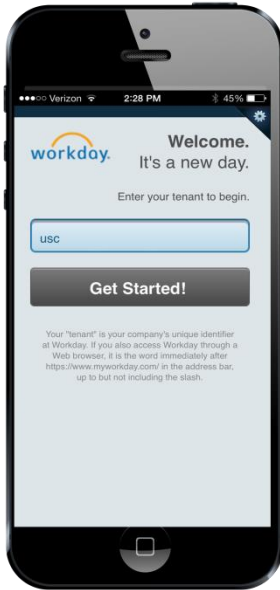 Verizon 2:28 PM 45%
workday.
Welcome.
It's a new day.
Enter your tenant to begin.
usc
Get Started!
Your "tenant" is your company's unique identifier
at Workday. If you also access Workday through a
Web browser, it is the word immediately after
https://www.myworkday.com/ in the address bar,
up to but not including the slash.